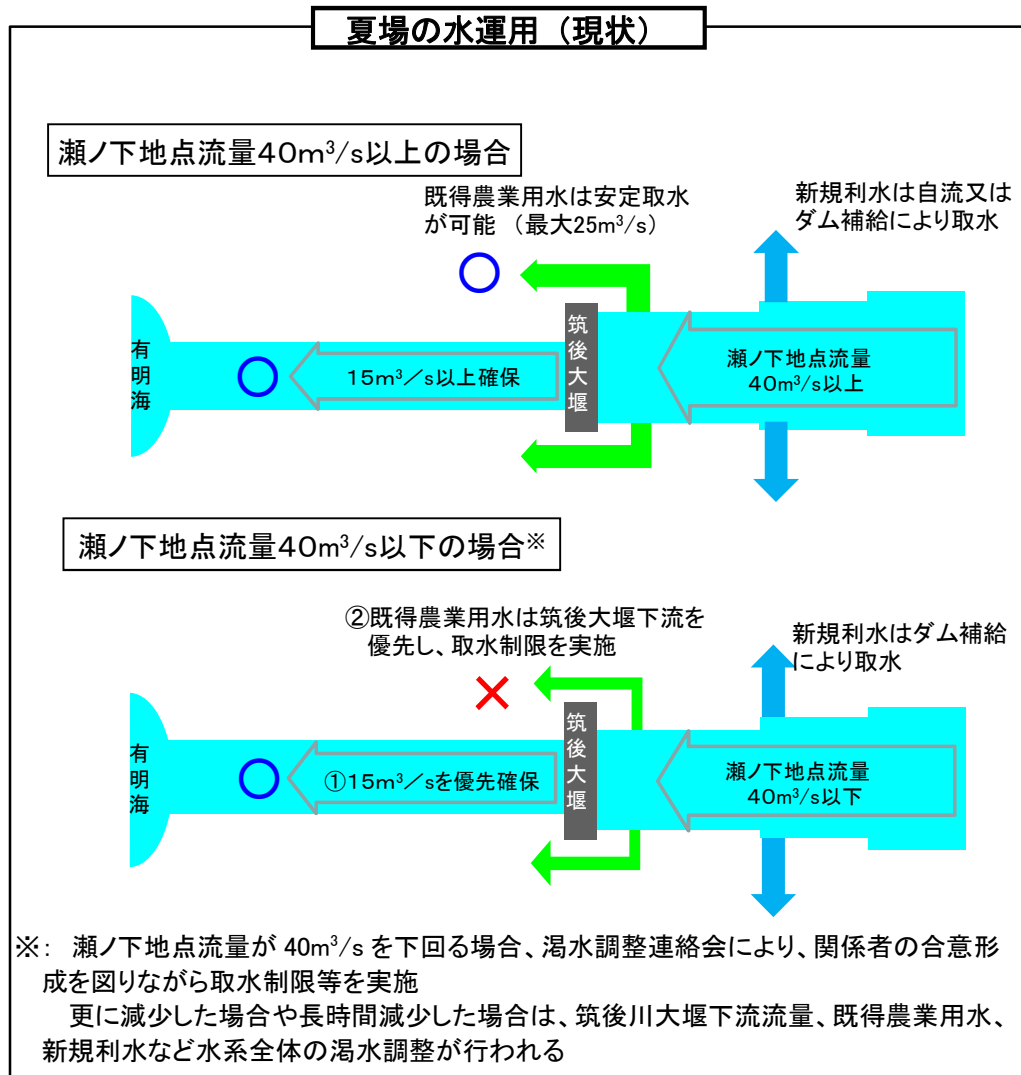 夏場の水運用（現状）
瀬ノ下地点流量40m³/s以上の場合
既得農業用水は安定取水
が可能 （最大25m³/s）
新規利水は自流又は
ダム補給により取水
有明海
15m³／s以上確保
筑後大堰
瀬ノ下地点流量
40m³/s以上
瀬ノ下地点流量40m³/s以下の場合※
②既得農業用水は筑後大堰下流を
優先し、取水制限を実施
新規利水はダム補給
により取水
有明海
①15m³／sを優先確保
筑後大堰
瀬ノ下地点流量
40m³/s以下
※： 瀬ノ下地点流量が 40m³/s を下回る場合、渇水調整連絡会により、関係者の合意形
成を図りながら取水制限等を実施
更に減少した場合や長時間減少した場合は、筑後川大堰下流流量、既得農業用水、
新規利水など水系全体の渇水調整が行われる